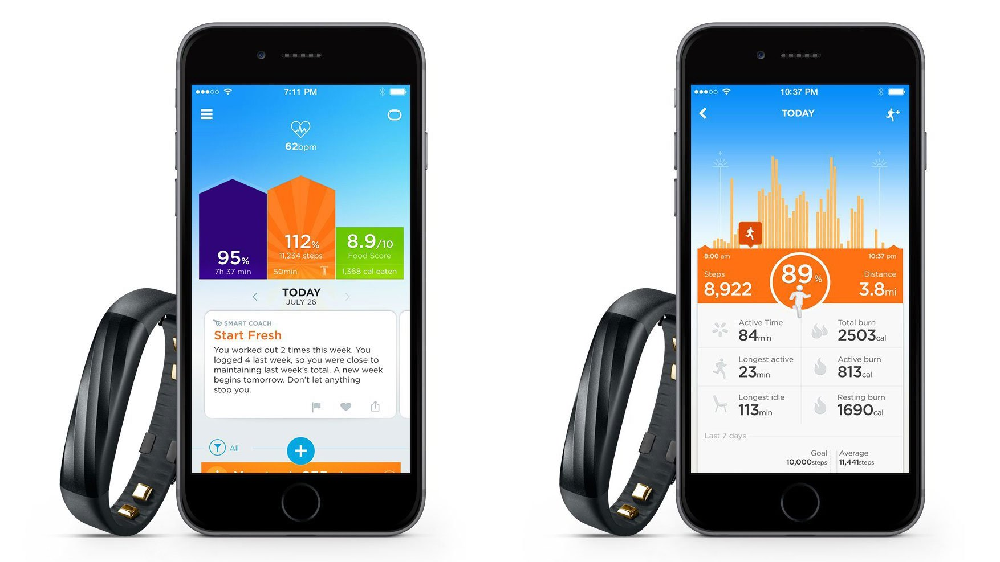 7:11 PM
62bpm
95%
7h 37 min
112%
11,234 steps
50min
8.9/10
Food Score
1,368 cal eaten
TODAY
JULY 26
SMART COACH
Start Fresh
You worked out 2 times this week. You
logged 4 last week, so you were close to
maintaining last week's total. A new week
begins tomorrow. Don't let anything
stop you.
All
+
10:37 PM
TODAY
8:00 am
10:37 pm
Steps
8,922
89%
Distance
3.8mi
Active Time
84min
Total burn
2503cal
Longest active
23min
Active burn
813cal
Longest idle
113min
Resting burn
1690cal
Last 7 days
Goal
10,000steps
Average
11,441steps